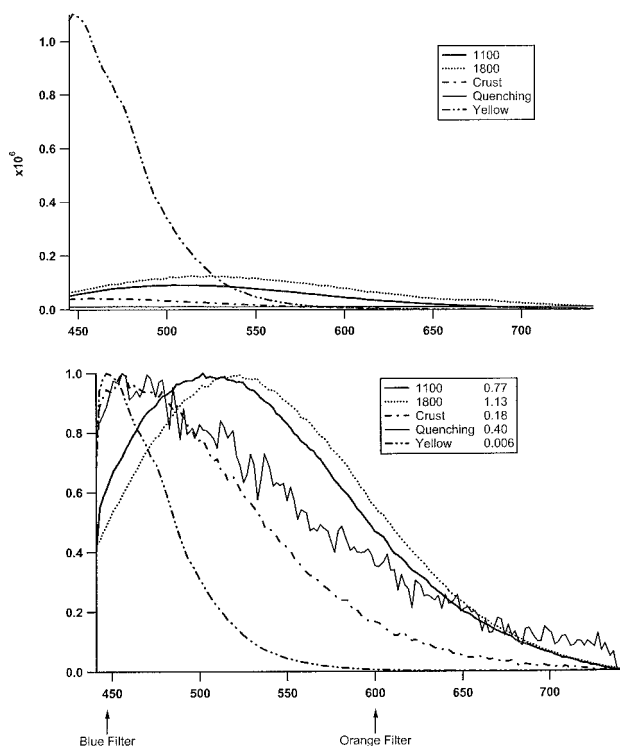 1.0
0.8
0.6
0.4
0.2
0.0
x10⁶
1100
1800
Crust
Quenching
Yellow
450 500 550 600 650 700
1.0
0.8
0.6
0.4
0.2
0.0
1100 0.77
1800 1.13
Crust 0.18
Quenching 0.40
Yellow 0.006
450 500 550 600 650 700
Blue Filter Orange Filter